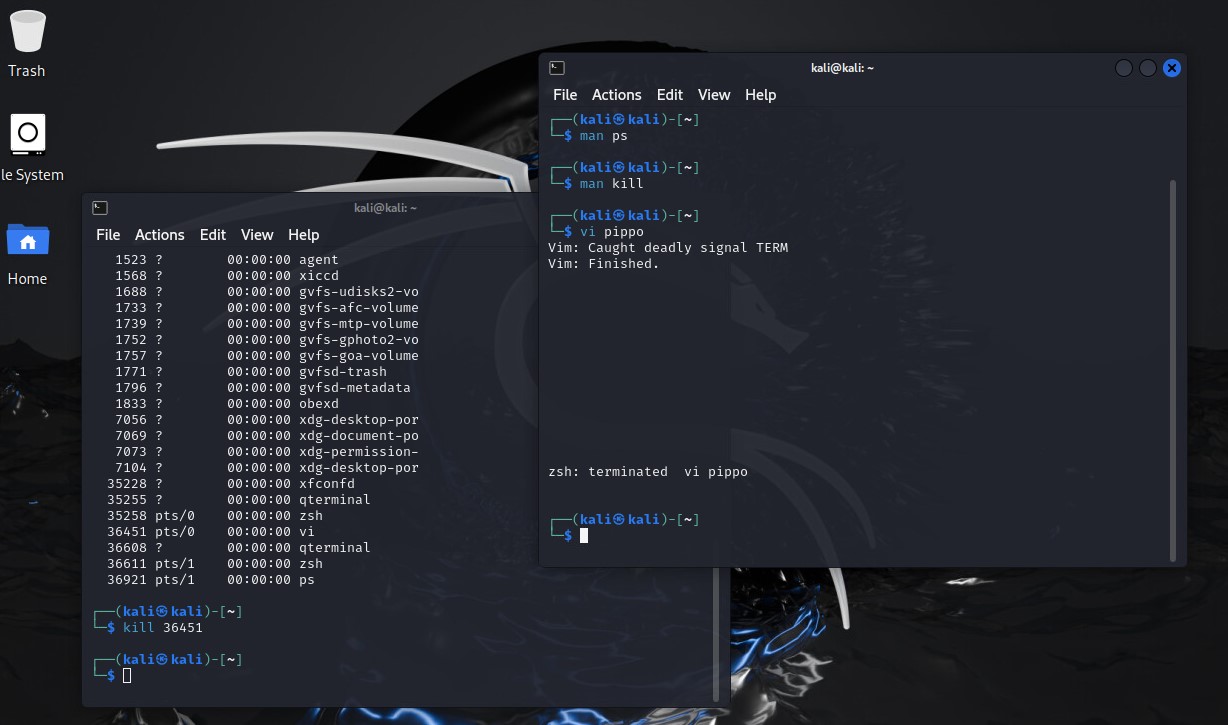 Trash
le System
Home
kali@kali: ~
File Actions Edit View Help
┌──(kali㉿kali)-[~]
└─$ man ps
┌──(kali㉿kali)-[~]
└─$ man kill
┌──(kali㉿kali)-[~]
└─$ vi pippo
Vim: Caught deadly signal TERM
Vim: Finished.
zsh: terminated  vi pippo
┌──(kali㉿kali)-[~]
└─$
kali@kali: ~
File Actions Edit View Help
1523 ?        00:00:00 agent
1568 ?        00:00:00 xiccd
1688 ?        00:00:00 gvfs-udisks2-vo
1733 ?        00:00:00 gvfs-afc-volume
1739 ?        00:00:00 gvfs-mtp-volume
1752 ?        00:00:00 gvfs-gphoto2-vo
1757 ?        00:00:00 gvfs-goa-volume
1771 ?        00:00:00 gvfsd-trash
1796 ?        00:00:00 gvfsd-metadata
1833 ?        00:00:00 obexd
7056 ?        00:00:00 xdg-desktop-por
7069 ?        00:00:00 xdg-document-po
7073 ?        00:00:00 xdg-permission-
7104 ?        00:00:00 xdg-desktop-por
35228 ?        00:00:00 xfconfd
35255 ?        00:00:00 qterminal
35258 pts/0    00:00:00 zsh
36451 pts/0    00:00:00 vi
36608 ?        00:00:00 qterminal
36611 pts/1    00:00:00 zsh
36921 pts/1    00:00:00 ps
┌──(kali㉿kali)-[~]
└─$ kill 36451
┌──(kali㉿kali)-[~]
└─$